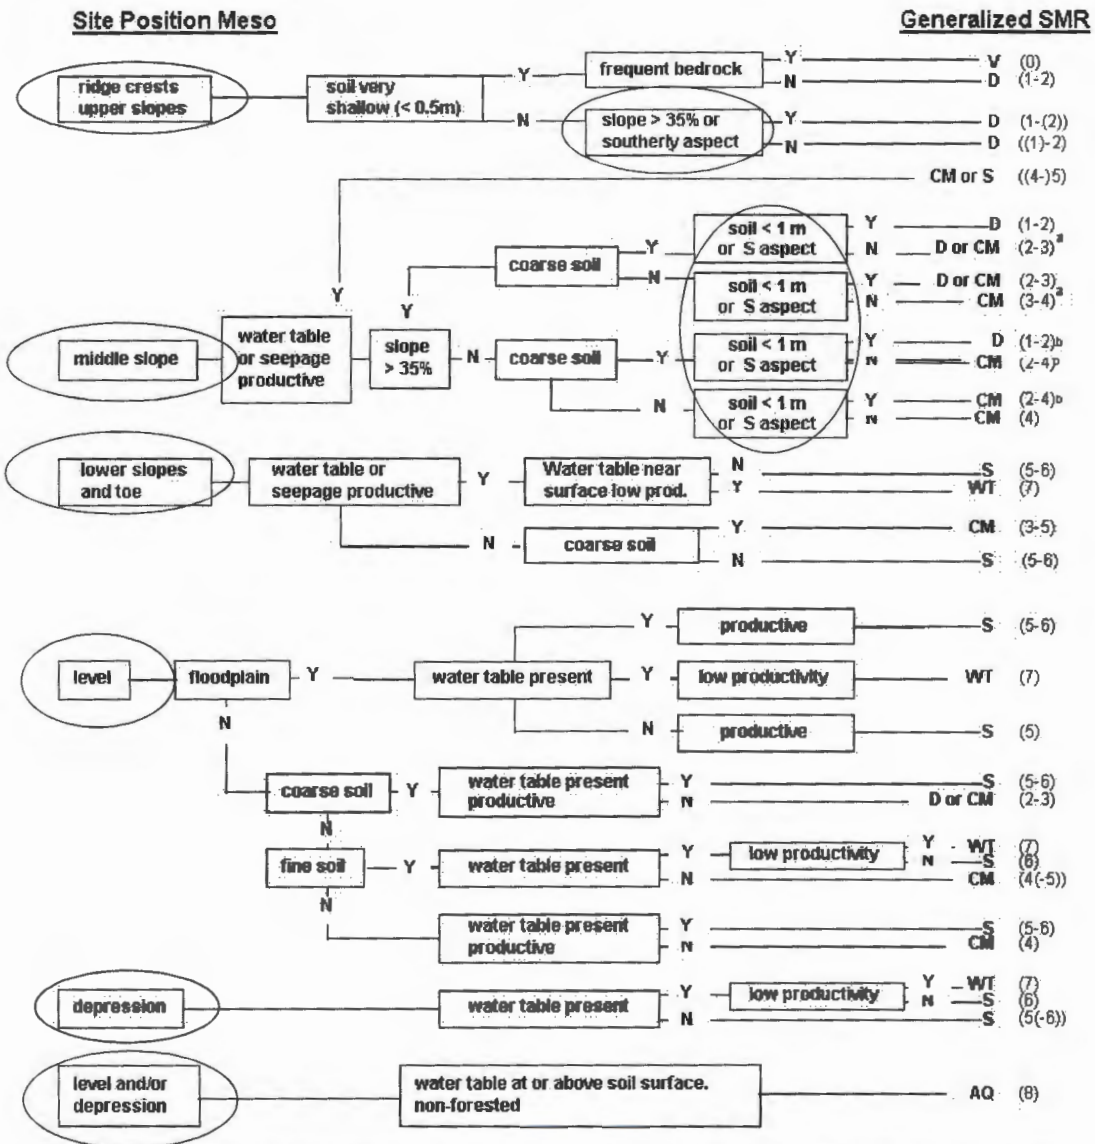 Site Position Meso
Generalized SMR
ridge crests
upper slopes
soil very
shallow (< 0.5m)
Y
frequent bedrock
Y
V (0)
N
D (1-2)
N
slope > 35% or
southerly aspect
Y
D (1-(2))
N
D ((1)-2)
CM or S ((4-)5)
Y
middle slope
water table
or seepage
productive
slope
> 35%
Y
coarse soil
Y
soil < 1 m
or S aspect
Y
D (1-2)
N
D or CM (2-3)a
N
soil < 1 m
or S aspect
Y
D or CM (2-3)
N
CM (3-4)a
N
coarse soil
Y
soil < 1 m
or S aspect
Y
D (1-2)b
N
CM (2-4)b
N
soil < 1 m
or S aspect
Y
CM (2-4)b
N
CM (4)
lower slopes
and toe
water table or
seepage productive
Y
Water table near
surface low prod.
N
S (5-6)
Y
WT (7)
N
coarse soil
Y
CM (3-5)
N
S (5-6)
level
floodplain
Y
water table present
Y
productive
S (5-6)
Y
low productivity
WT (7)
N
productive
S (5)
N
coarse soil
Y
water table present
productive
Y
S (5-6)
N
D or CM (2-3)
N
fine soil
Y
water table present
Y
low productivity
Y
WT (7)
N
S (6)
N
CM (4(-5))
N
water table present
productive
Y
S (5-6)
N
CM (4)
depression
water table present
Y
low productivity
Y
WT (7)
N
S (6)
N
S (5(-6))
level and/or
depression
water table at or above soil surface.
non-forested
AQ (8)